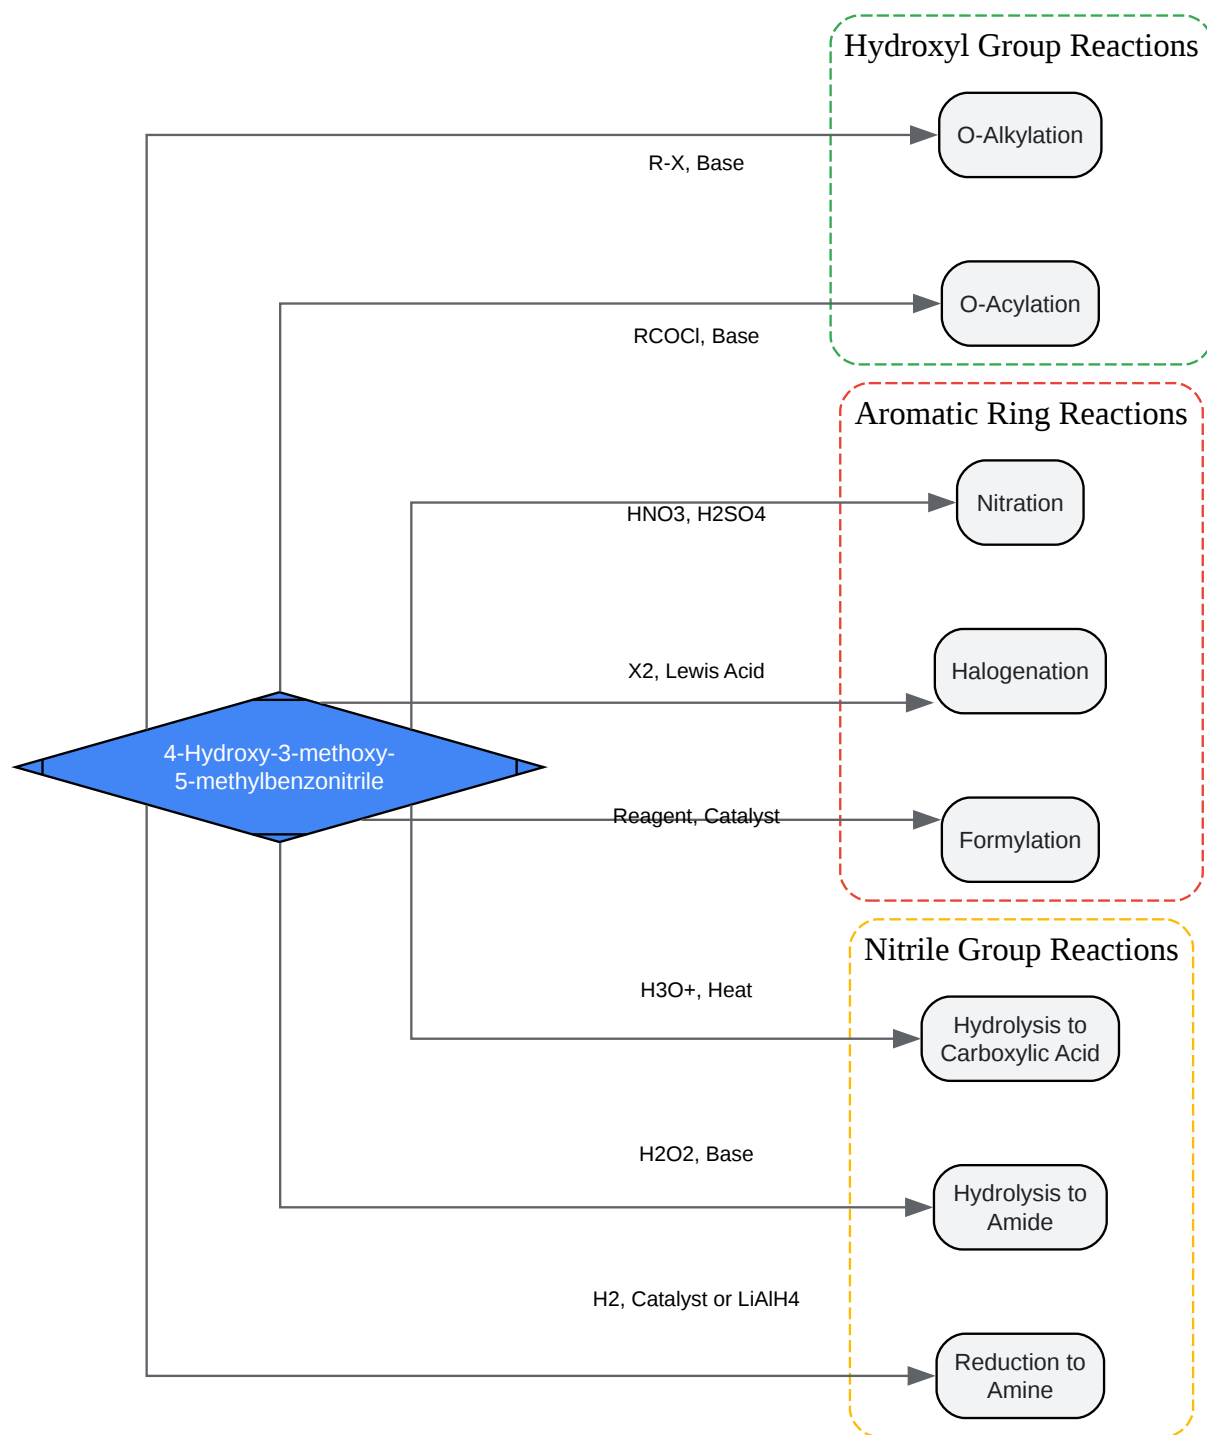 Hydroxyl Group Reactions
O-Alkylation
R-X, Base
O-Acylation
RCOCl, Base
Aromatic Ring Reactions
Nitration
HNO3, H2SO4
Halogenation
X2, Lewis Acid
4-Hydroxy-3-methoxy-
5-methylbenzonitrile
Reagent, Catalyst
Formylation
Nitrile Group Reactions
H3O+, Heat
Hydrolysis to
Carboxylic Acid
H2O2, Base
Hydrolysis to
Amide
H2, Catalyst or LiAlH4
Reduction to
Amine